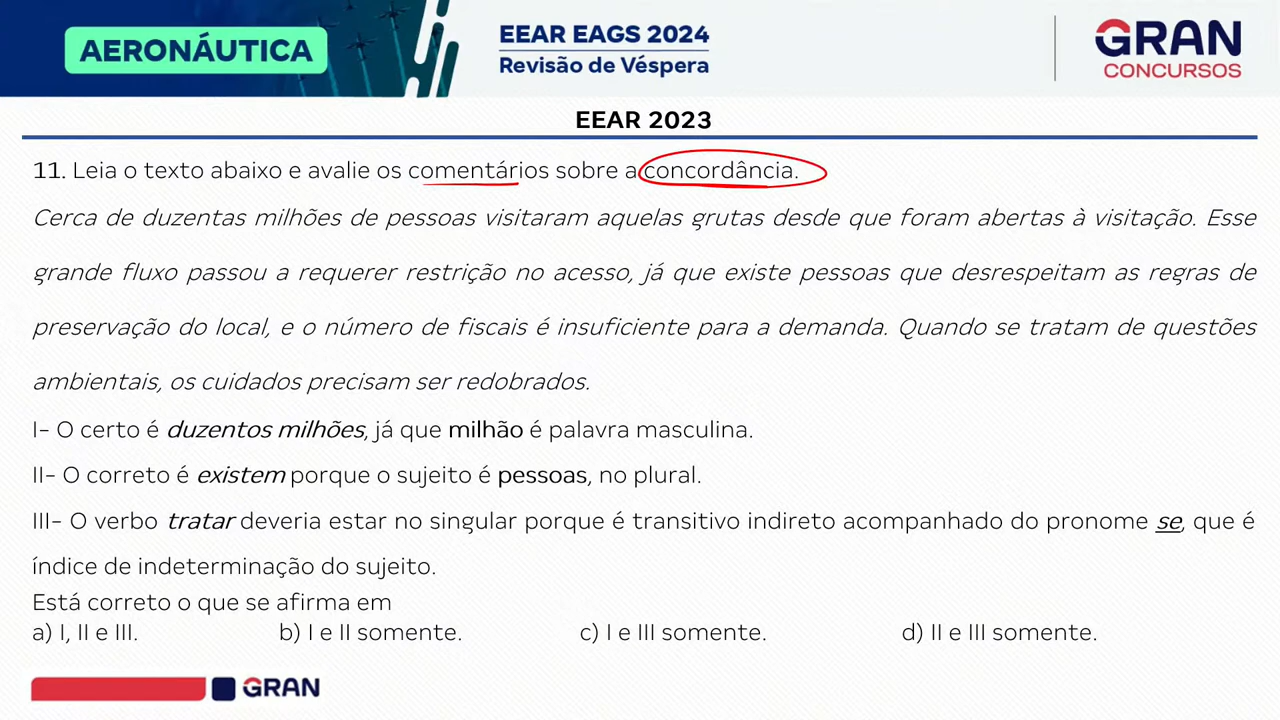 AERONÁUTICA
EEAR EAGS 2024
Revisão de Véspera
GRAN
CONCURSOS
EEAR 2023
11. Leia o texto abaixo e avalie os comentários sobre a concordância.
Cerca de duzentas milhões de pessoas visitaram aquelas grutas desde que foram abertas à visitação. Esse
grande fluxo passou a requerer restrição no acesso, já que existe pessoas que desrespeitam as regras de
preservação do local, e o número de fiscais é insuficiente para a demanda. Quando se tratam de questões
ambientais, os cuidados precisam ser redobrados.
I- O certo é duzentos milhões, já que milhão é palavra masculina.
II- O correto é existem porque o sujeito é pessoas, no plural.
III- O verbo tratar deveria estar no singular porque é transitivo indireto acompanhado do pronome se, que é
índice de indeterminação do sujeito.
Está correto o que se afirma em
a) I, II e III. b) I e II somente. c) I e III somente. d) II e III somente.
GRAN